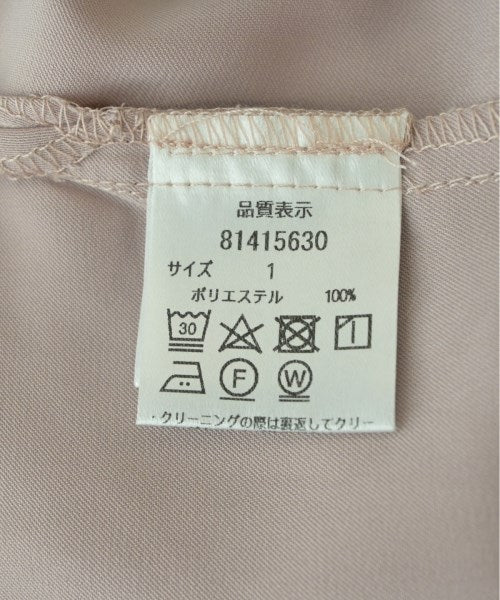 品質表示
81415630
サイズ 1
ポリエステル 100%
30
F W
・クリーニングの際は裏返してクリー